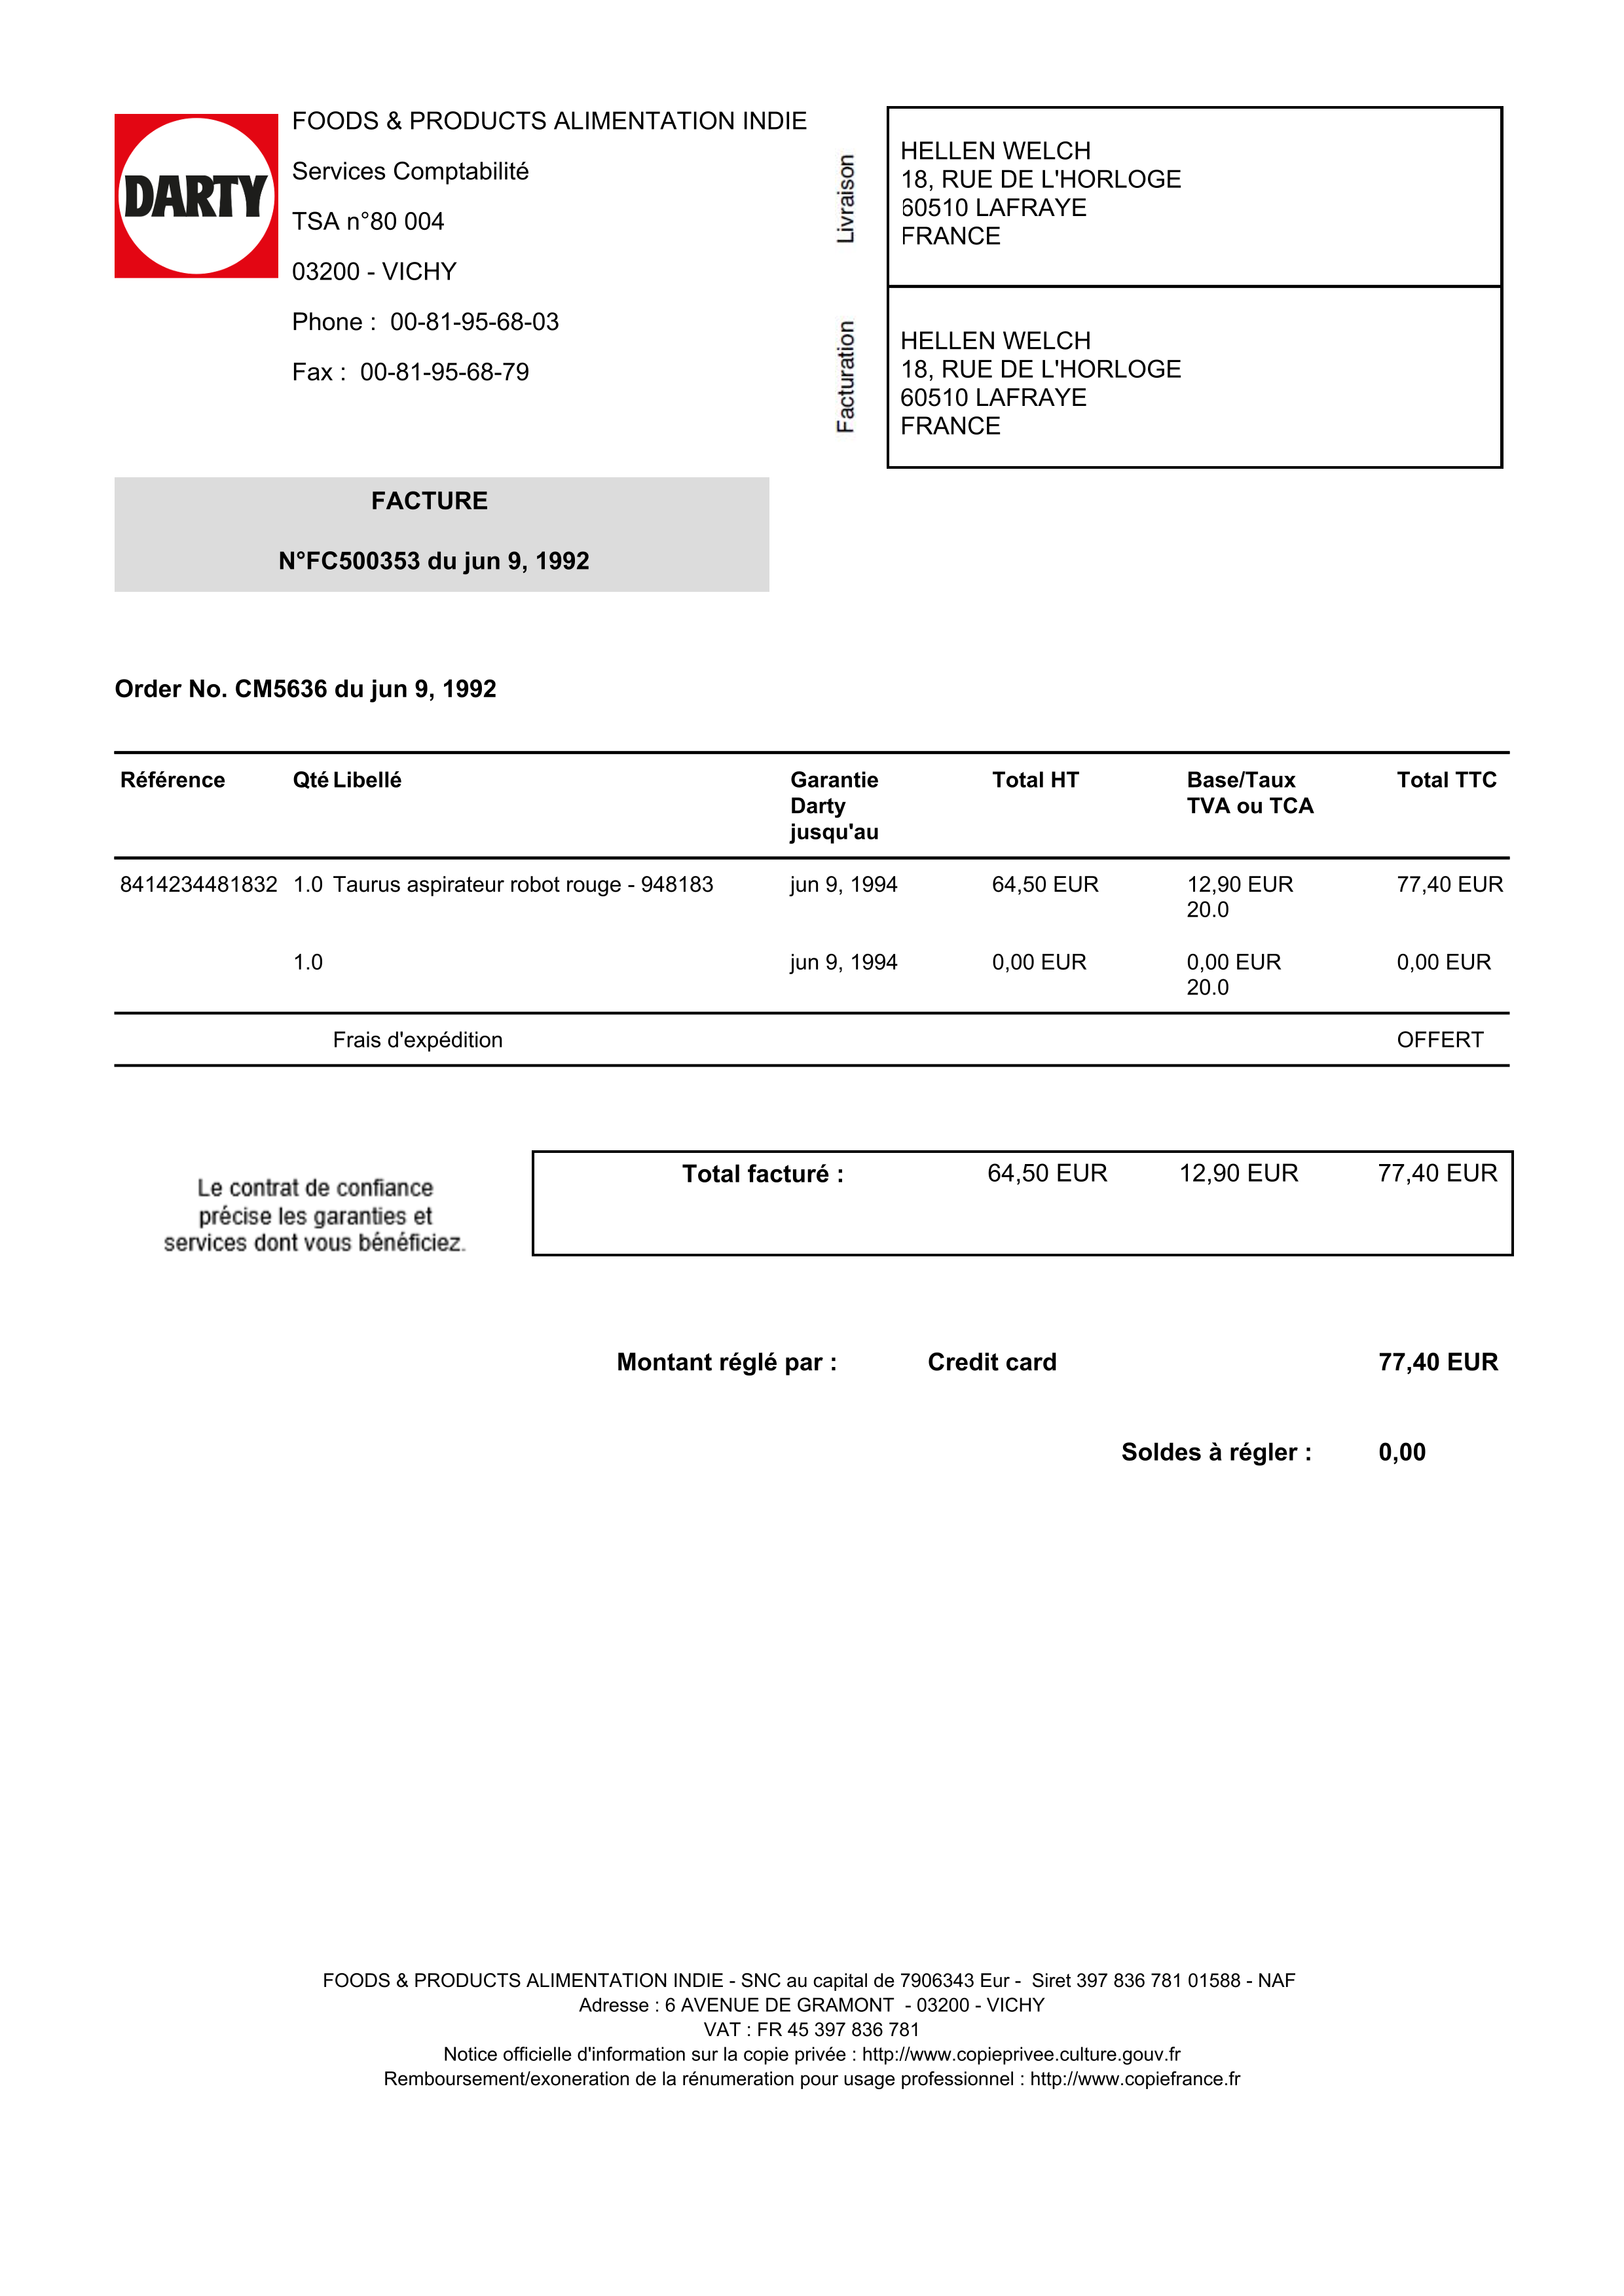 DARTY
FOODS & PRODUCTS ALIMENTATION INDIE
Services Comptabilité
TSA n°80 004
03200 - VICHY
Phone :  00-81-95-68-03
Fax :  00-81-95-68-79
Livraison
HELLEN WELCH
18, RUE DE L'HORLOGE
60510 LAFRAYE
FRANCE
Facturation
HELLEN WELCH
18, RUE DE L'HORLOGE
60510 LAFRAYE
FRANCE
FACTURE
N°FC500353 du jun 9, 1992
Order No. CM5636 du jun 9, 1992
Référence Qté Libellé Garantie Darty jusqu'au Total HT Base/Taux TVA ou TCA Total TTC
8414234481832 1.0 Taurus aspirateur robot rouge - 948183 jun 9, 1994 64,50 EUR 12,90 EUR 77,40 EUR
20.0
1.0 jun 9, 1994 0,00 EUR 0,00 EUR 0,00 EUR
20.0
Frais d'expédition OFFERT
Le contrat de confiance
précise les garanties et
services dont vous bénéficiez.
Total facturé : 64,50 EUR 12,90 EUR 77,40 EUR
Montant réglé par : Credit card 77,40 EUR
Soldes à régler : 0,00
FOODS & PRODUCTS ALIMENTATION INDIE - SNC au capital de 7906343 Eur -  Siret 397 836 781 01588 - NAF
Adresse : 6 AVENUE DE GRAMONT  - 03200 - VICHY
VAT : FR 45 397 836 781
Notice officielle d'information sur la copie privée : http://www.copieprivee.culture.gouv.fr
Remboursement/exoneration de la rénumeration pour usage professionnel : http://www.copiefrance.fr